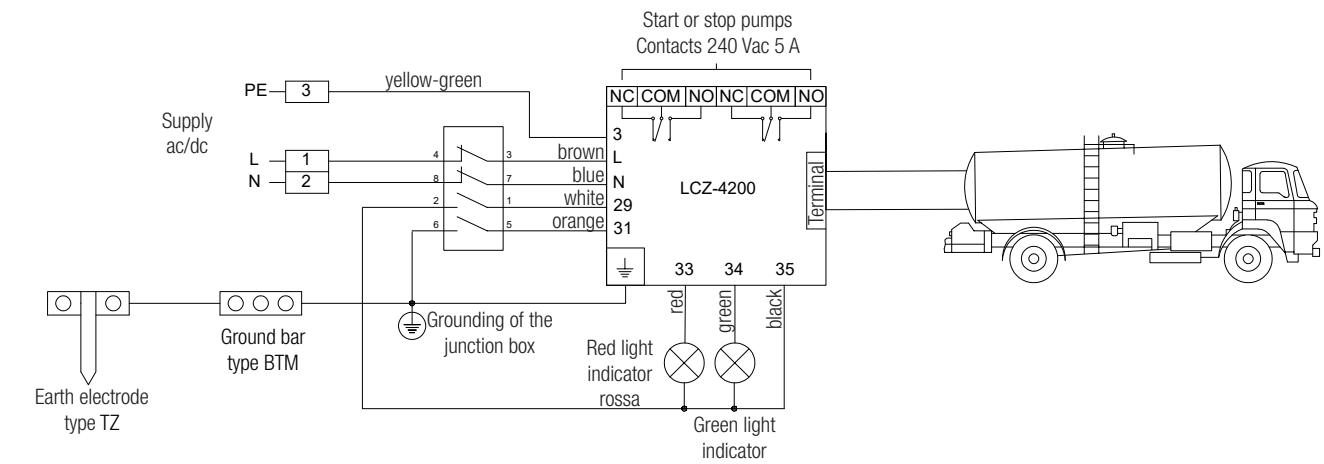 Start or stop pumps
Contacts 240 Vac 5 A
NC COM NO NC COM NO
PE 3 yellow-green 3
Supply
ac/dc
L 1 4 3 brown L
N 2 8 7 blue N
2 1 white 29
6 5 orange 31
LCZ-4200
Terminal
33 34 35
red green black
Grounding of the
junction box
Ground bar
type BTM
Earth electrode
type TZ
Red light
indicator
rossa
Green light
indicator